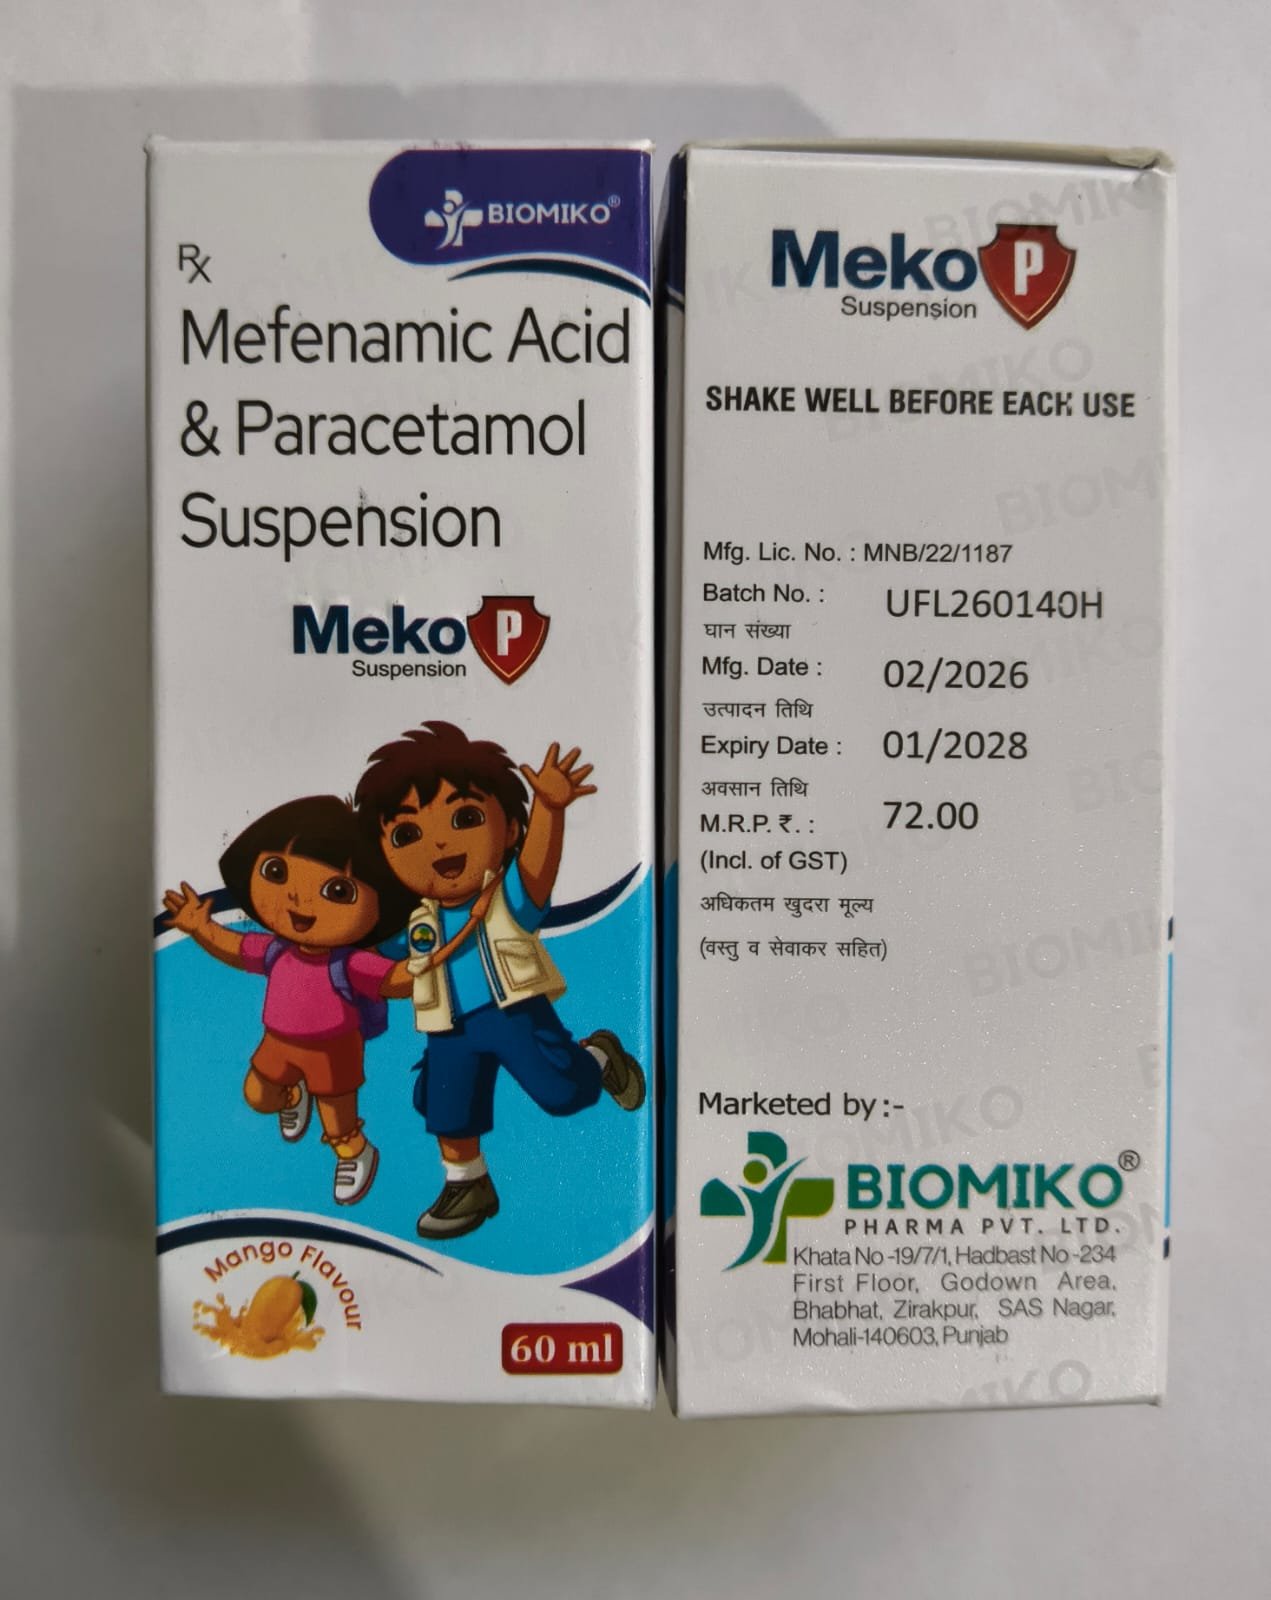 BIOMIKO®
Rx
Mefenamic Acid
& Paracetamol
Suspension
Meko P
Suspension
Mango Flavour
60 ml
Meko P
Suspension
SHAKE WELL BEFORE EACH USE
Mfg. Lic. No. : MNB/22/1187
Batch No. : UFL260140H
घान संख्या
Mfg. Date : 02/2026
उत्पादन तिथि
Expiry Date : 01/2028
अवसान तिथि
M.R.P. ₹. : 72.00
(Incl. of GST)
अधिकतम खुदरा मूल्य
(वस्तु व सेवाकर सहित)
Marketed by :-
BIOMIKO®
PHARMA PVT. LTD.
Khata No -19/7/1, Hadbast No -234
First Floor, Godown Area,
Bhabhat, Zirakpur, SAS Nagar,
Mohali-140603, Punjab